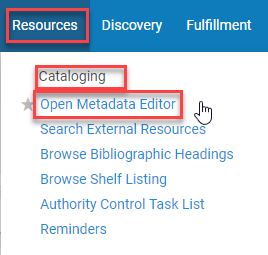 Resources Discovery Fulfillment
Cataloging
Open Metadata Editor
Search External Resources
Browse Bibliographic Headings
Browse Shelf Listing
Authority Control Task List
Reminders